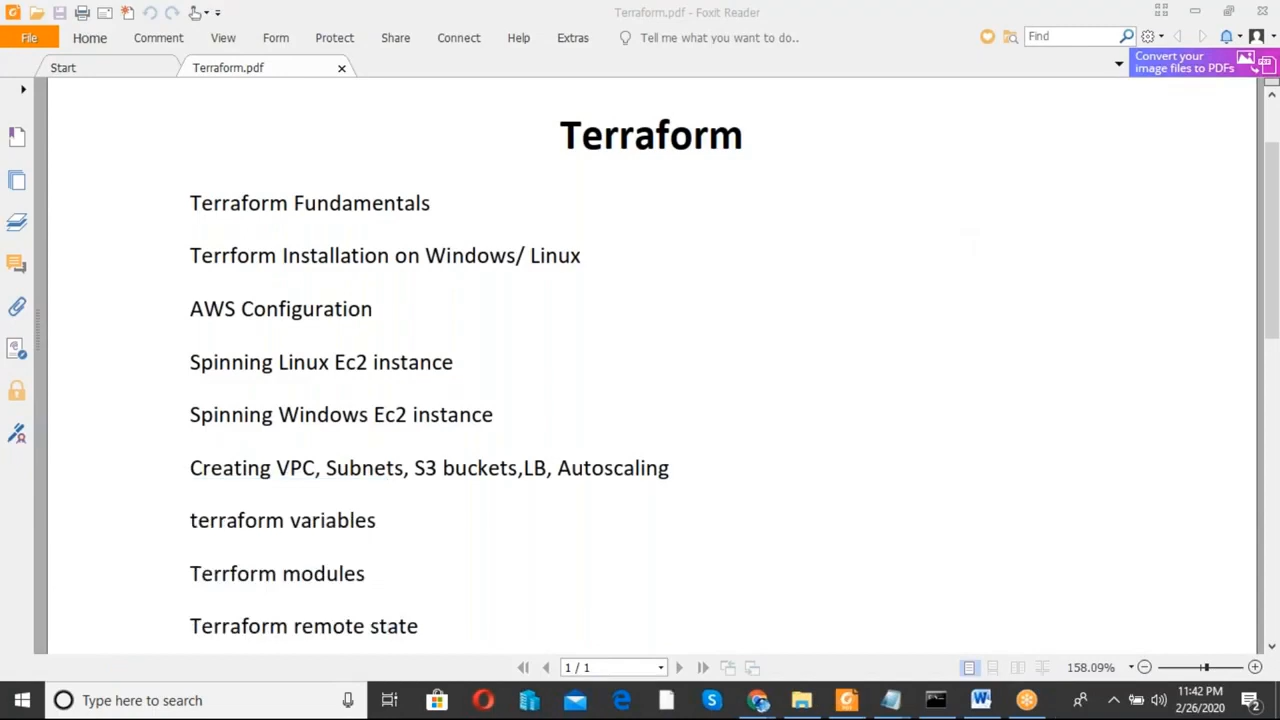 Terraform.pdf - Foxit Reader
File Home Comment View Form Protect Share Connect Help Extras Tell me what you want to do.. Find
Start Terraform.pdf
Convert your
image files to PDFs
Terraform
Terraform Fundamentals
Terrform Installation on Windows/ Linux
AWS Configuration
Spinning Linux Ec2 instance
Spinning Windows Ec2 instance
Creating VPC, Subnets, S3 buckets,LB, Autoscaling
terraform variables
Terrform modules
Terraform remote state
1 / 1 158.09%
Type here to search
11:42 PM
2/26/2020
2